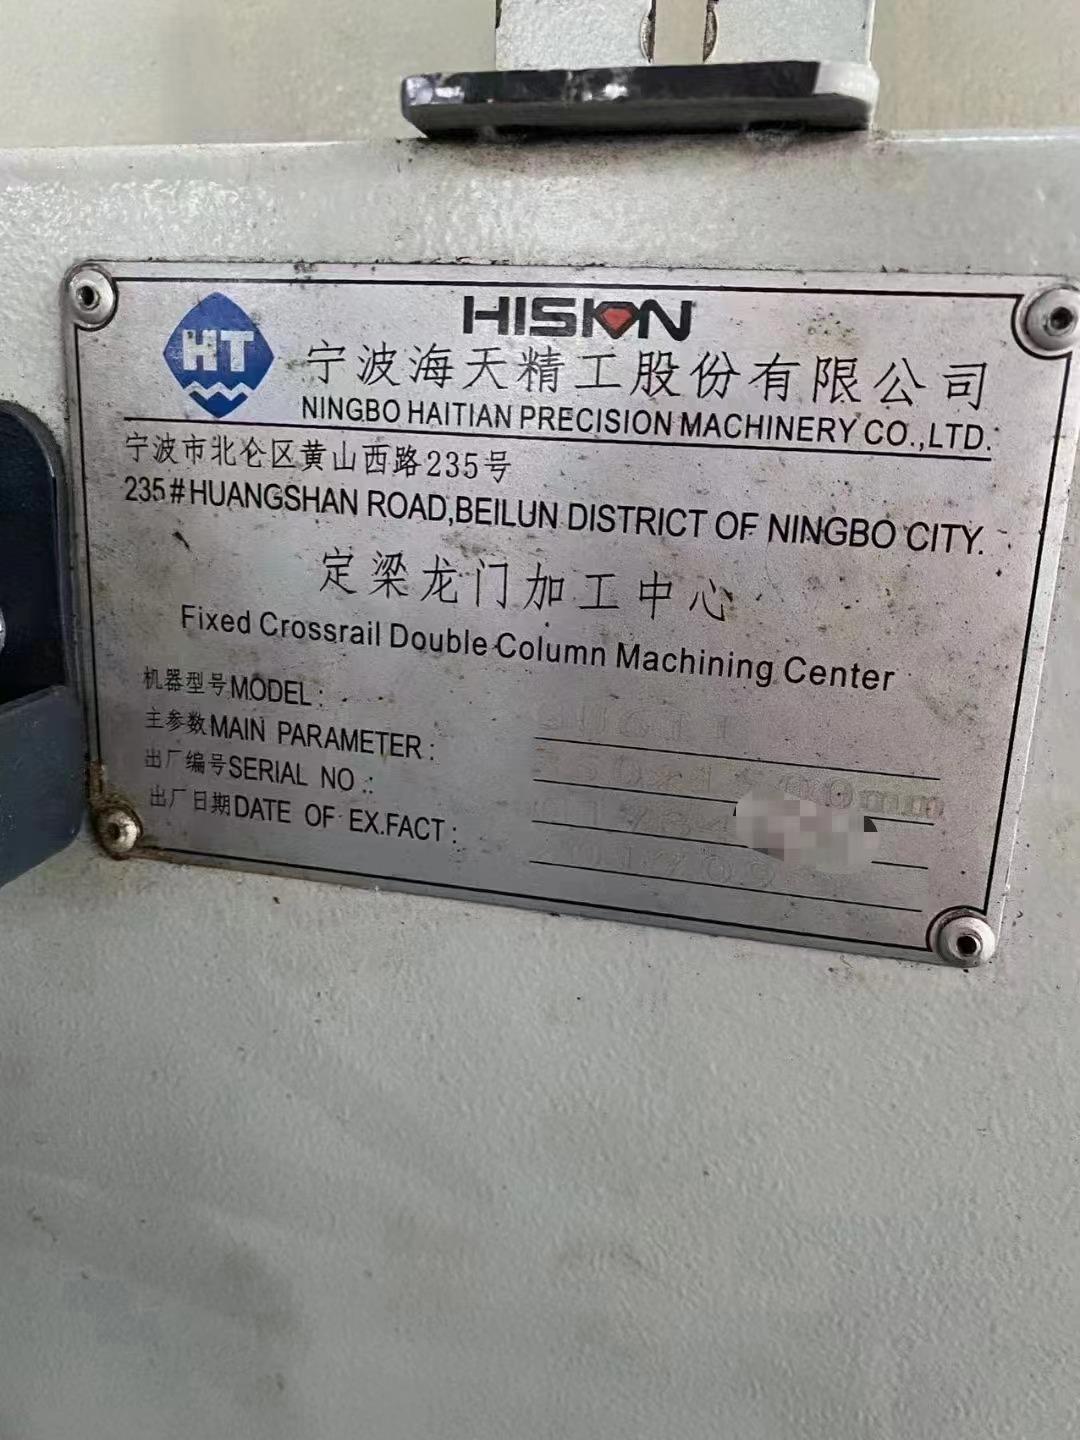 HT
HISION
宁波海天精工股份有限公司
NINGBO HAITIAN PRECISION MACHINERY CO.,LTD.
宁波市北仑区黄山西路235号
235#HUANGSHAN ROAD,BEILUN DISTRICT OF NINGBO CITY.
定梁龙门加工中心
Fixed Crossrail Double Column Machining Center
机器型号MODEL:
主参数MAIN PARAMETER:
出厂编号SERIAL NO.:
出厂日期DATE OF EX.FACT: 201709